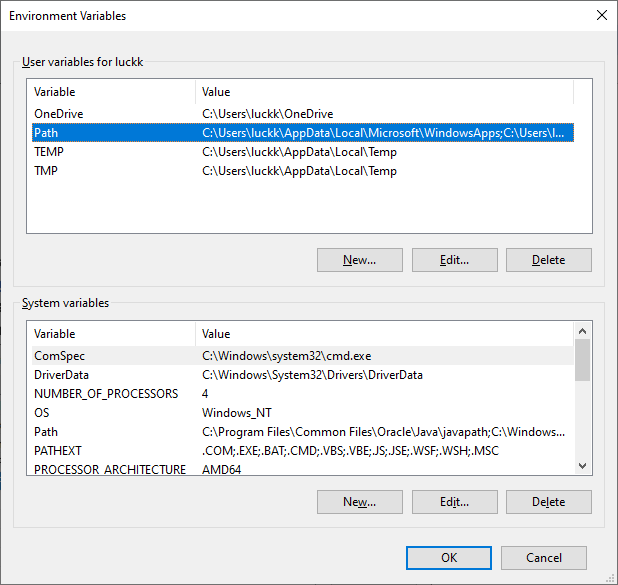 Environment Variables
User variables for luckk
Variable Value
OneDrive C:\Users\luckk\OneDrive
Path C:\Users\luckk\AppData\Local\Microsoft\WindowsApps;C:\Users\l...
TEMP C:\Users\luckk\AppData\Local\Temp
TMP C:\Users\luckk\AppData\Local\Temp
New... Edit... Delete
System variables
Variable Value
ComSpec C:\Windows\system32\cmd.exe
DriverData C:\Windows\System32\Drivers\DriverData
NUMBER_OF_PROCESSORS 4
OS Windows_NT
Path C:\Program Files\Common Files\Oracle\Java\javapath;C:\Windows...
PATHEXT .COM;.EXE;.BAT;.CMD;.VBS;.VBE;.JS;.JSE;.WSF;.WSH;.MSC
PROCESSOR_ARCHITECTURE AMD64
New... Edit... Delete
OK Cancel